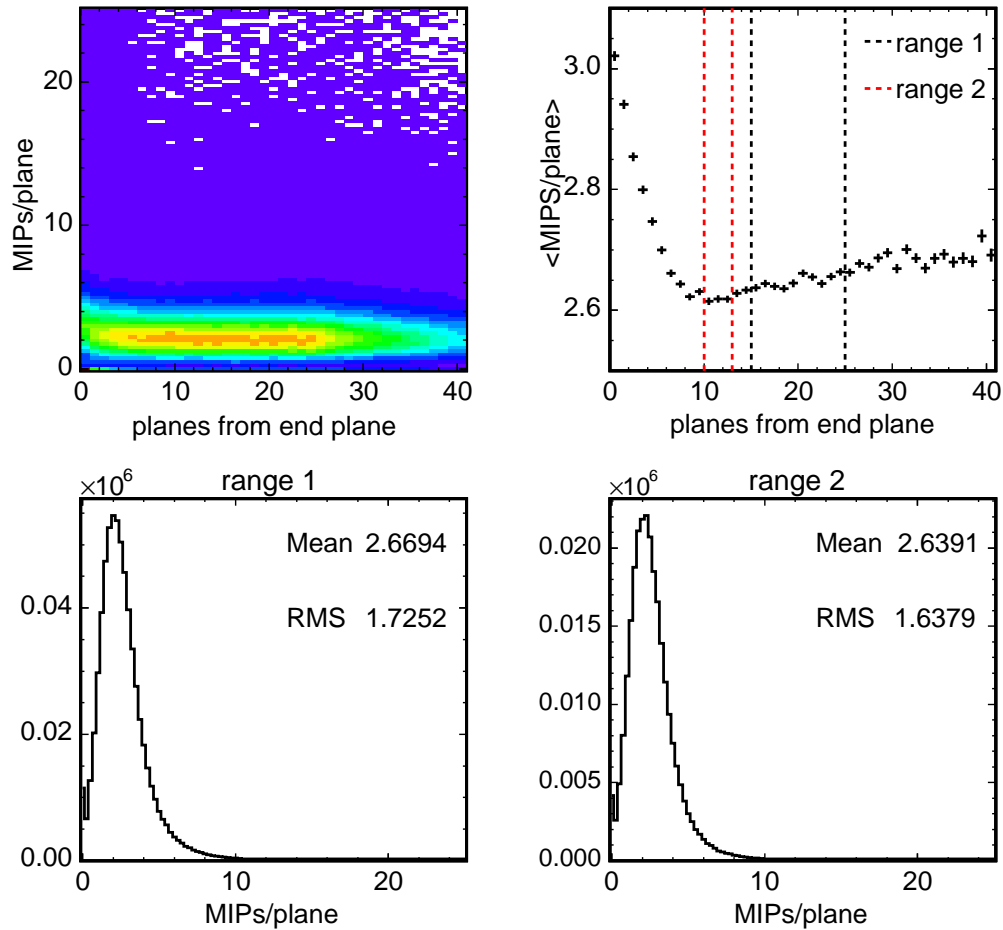 MIPs/plane
20
10
0
0 10 20 30 40
planes from end plane
<MIPS/plane>
3.0
2.8
2.6
range 1
range 2
0 10 20 30 40
planes from end plane
×10^6
range 1
Mean 2.6694
RMS 1.7252
0.04
0.02
0.00
0 10 20
MIPs/plane
×10^6
range 2
Mean 2.6391
RMS 1.6379
0.020
0.015
0.010
0.005
0.000
0 10 20
MIPs/plane